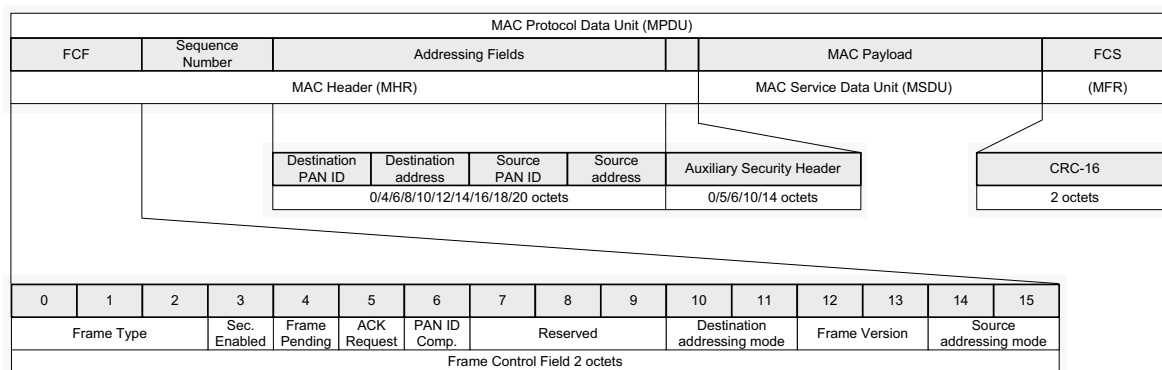 MAC Protocol Data Unit (MPDU)
FCF
Sequence
Number
Addressing Fields
MAC Payload
FCS
MAC Header (MHR)
MAC Service Data Unit (MSDU)
(MFR)
Destination
PAN ID
Destination
address
Source
PAN ID
Source
address
Auxiliary Security Header
CRC-16
0/4/6/8/10/12/14/16/18/20 octets
0/5/6/10/14 octets
2 octets
0 1 2 3 4 5 6 7 8 9 10 11 12 13 14 15
Frame Type
Sec.
Enabled
Frame
Pending
ACK
Request
PAN ID
Comp.
Reserved
Destination
addressing mode
Frame Version
Source
addressing mode
Frame Control Field 2 octets